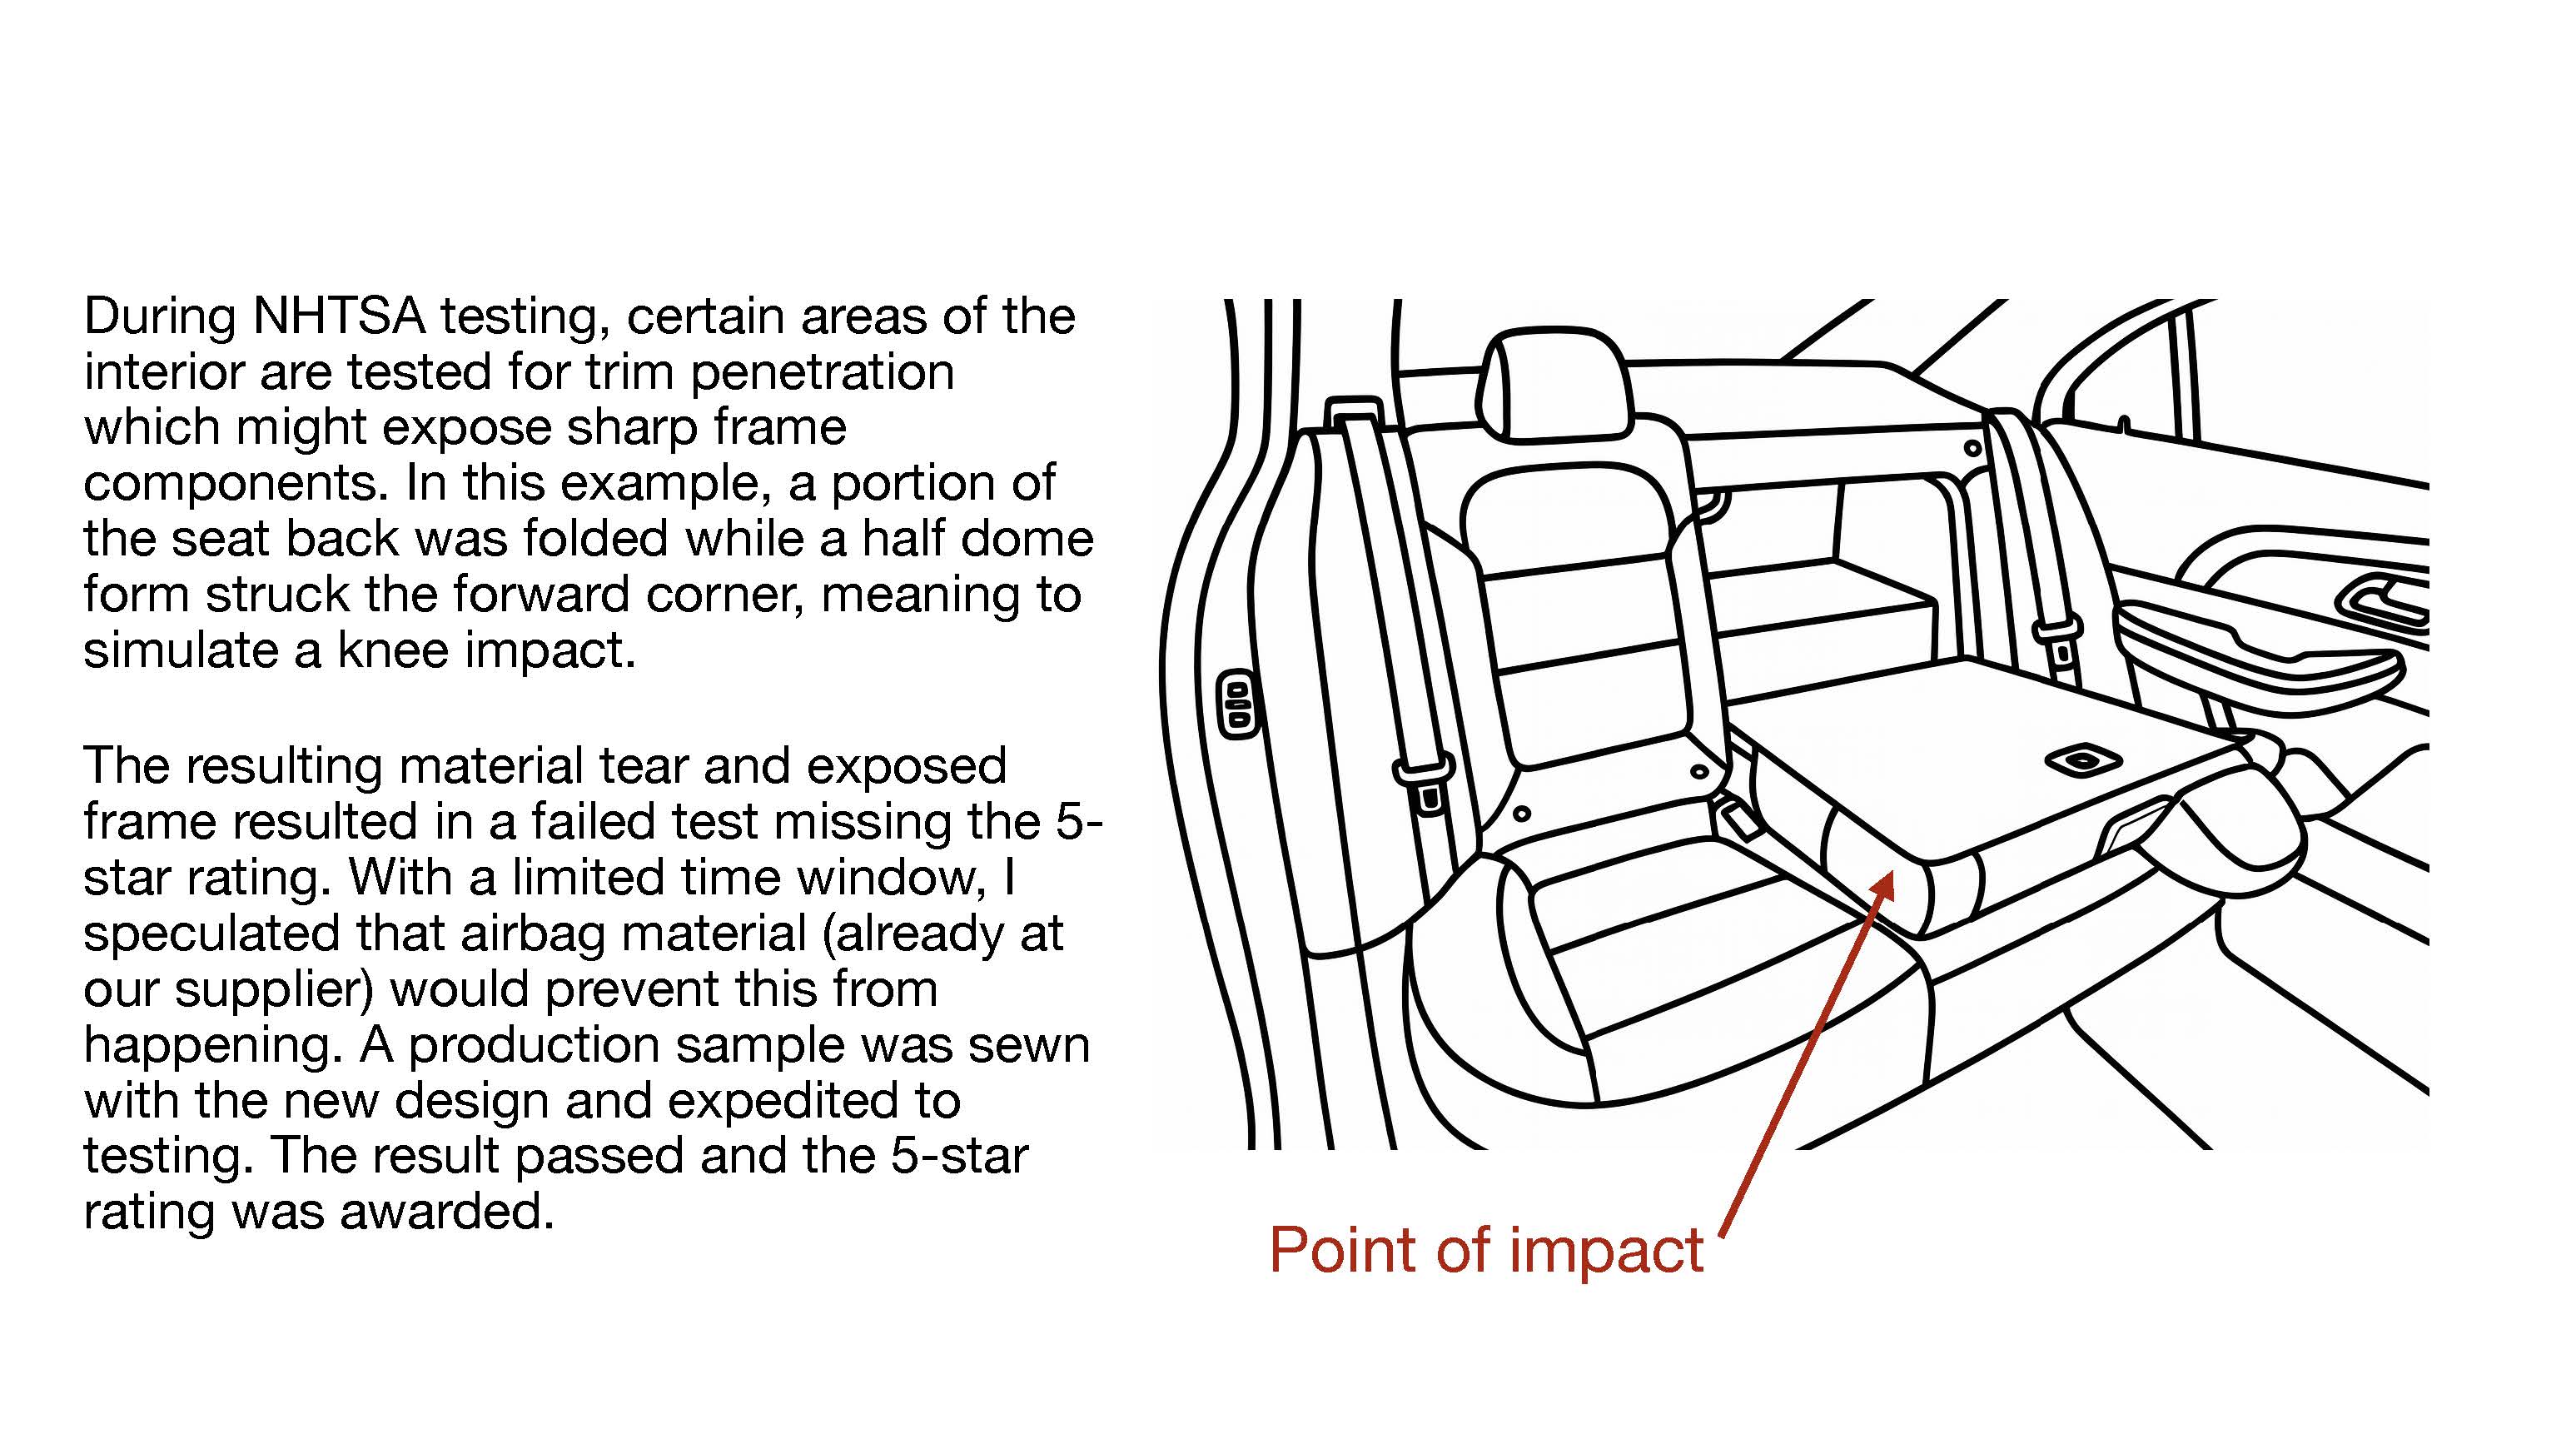 During NHTSA testing, certain areas of the
interior are tested for trim penetration
which might expose sharp frame
components. In this example, a portion of
the seat back was folded while a half dome
form struck the forward corner, meaning to
simulate a knee impact.
The resulting material tear and exposed
frame resulted in a failed test missing the 5-
star rating. With a limited time window, I
speculated that airbag material (already at
our supplier) would prevent this from
happening. A production sample was sewn
with the new design and expedited to
testing. The result passed and the 5-star
rating was awarded.
Point of impact